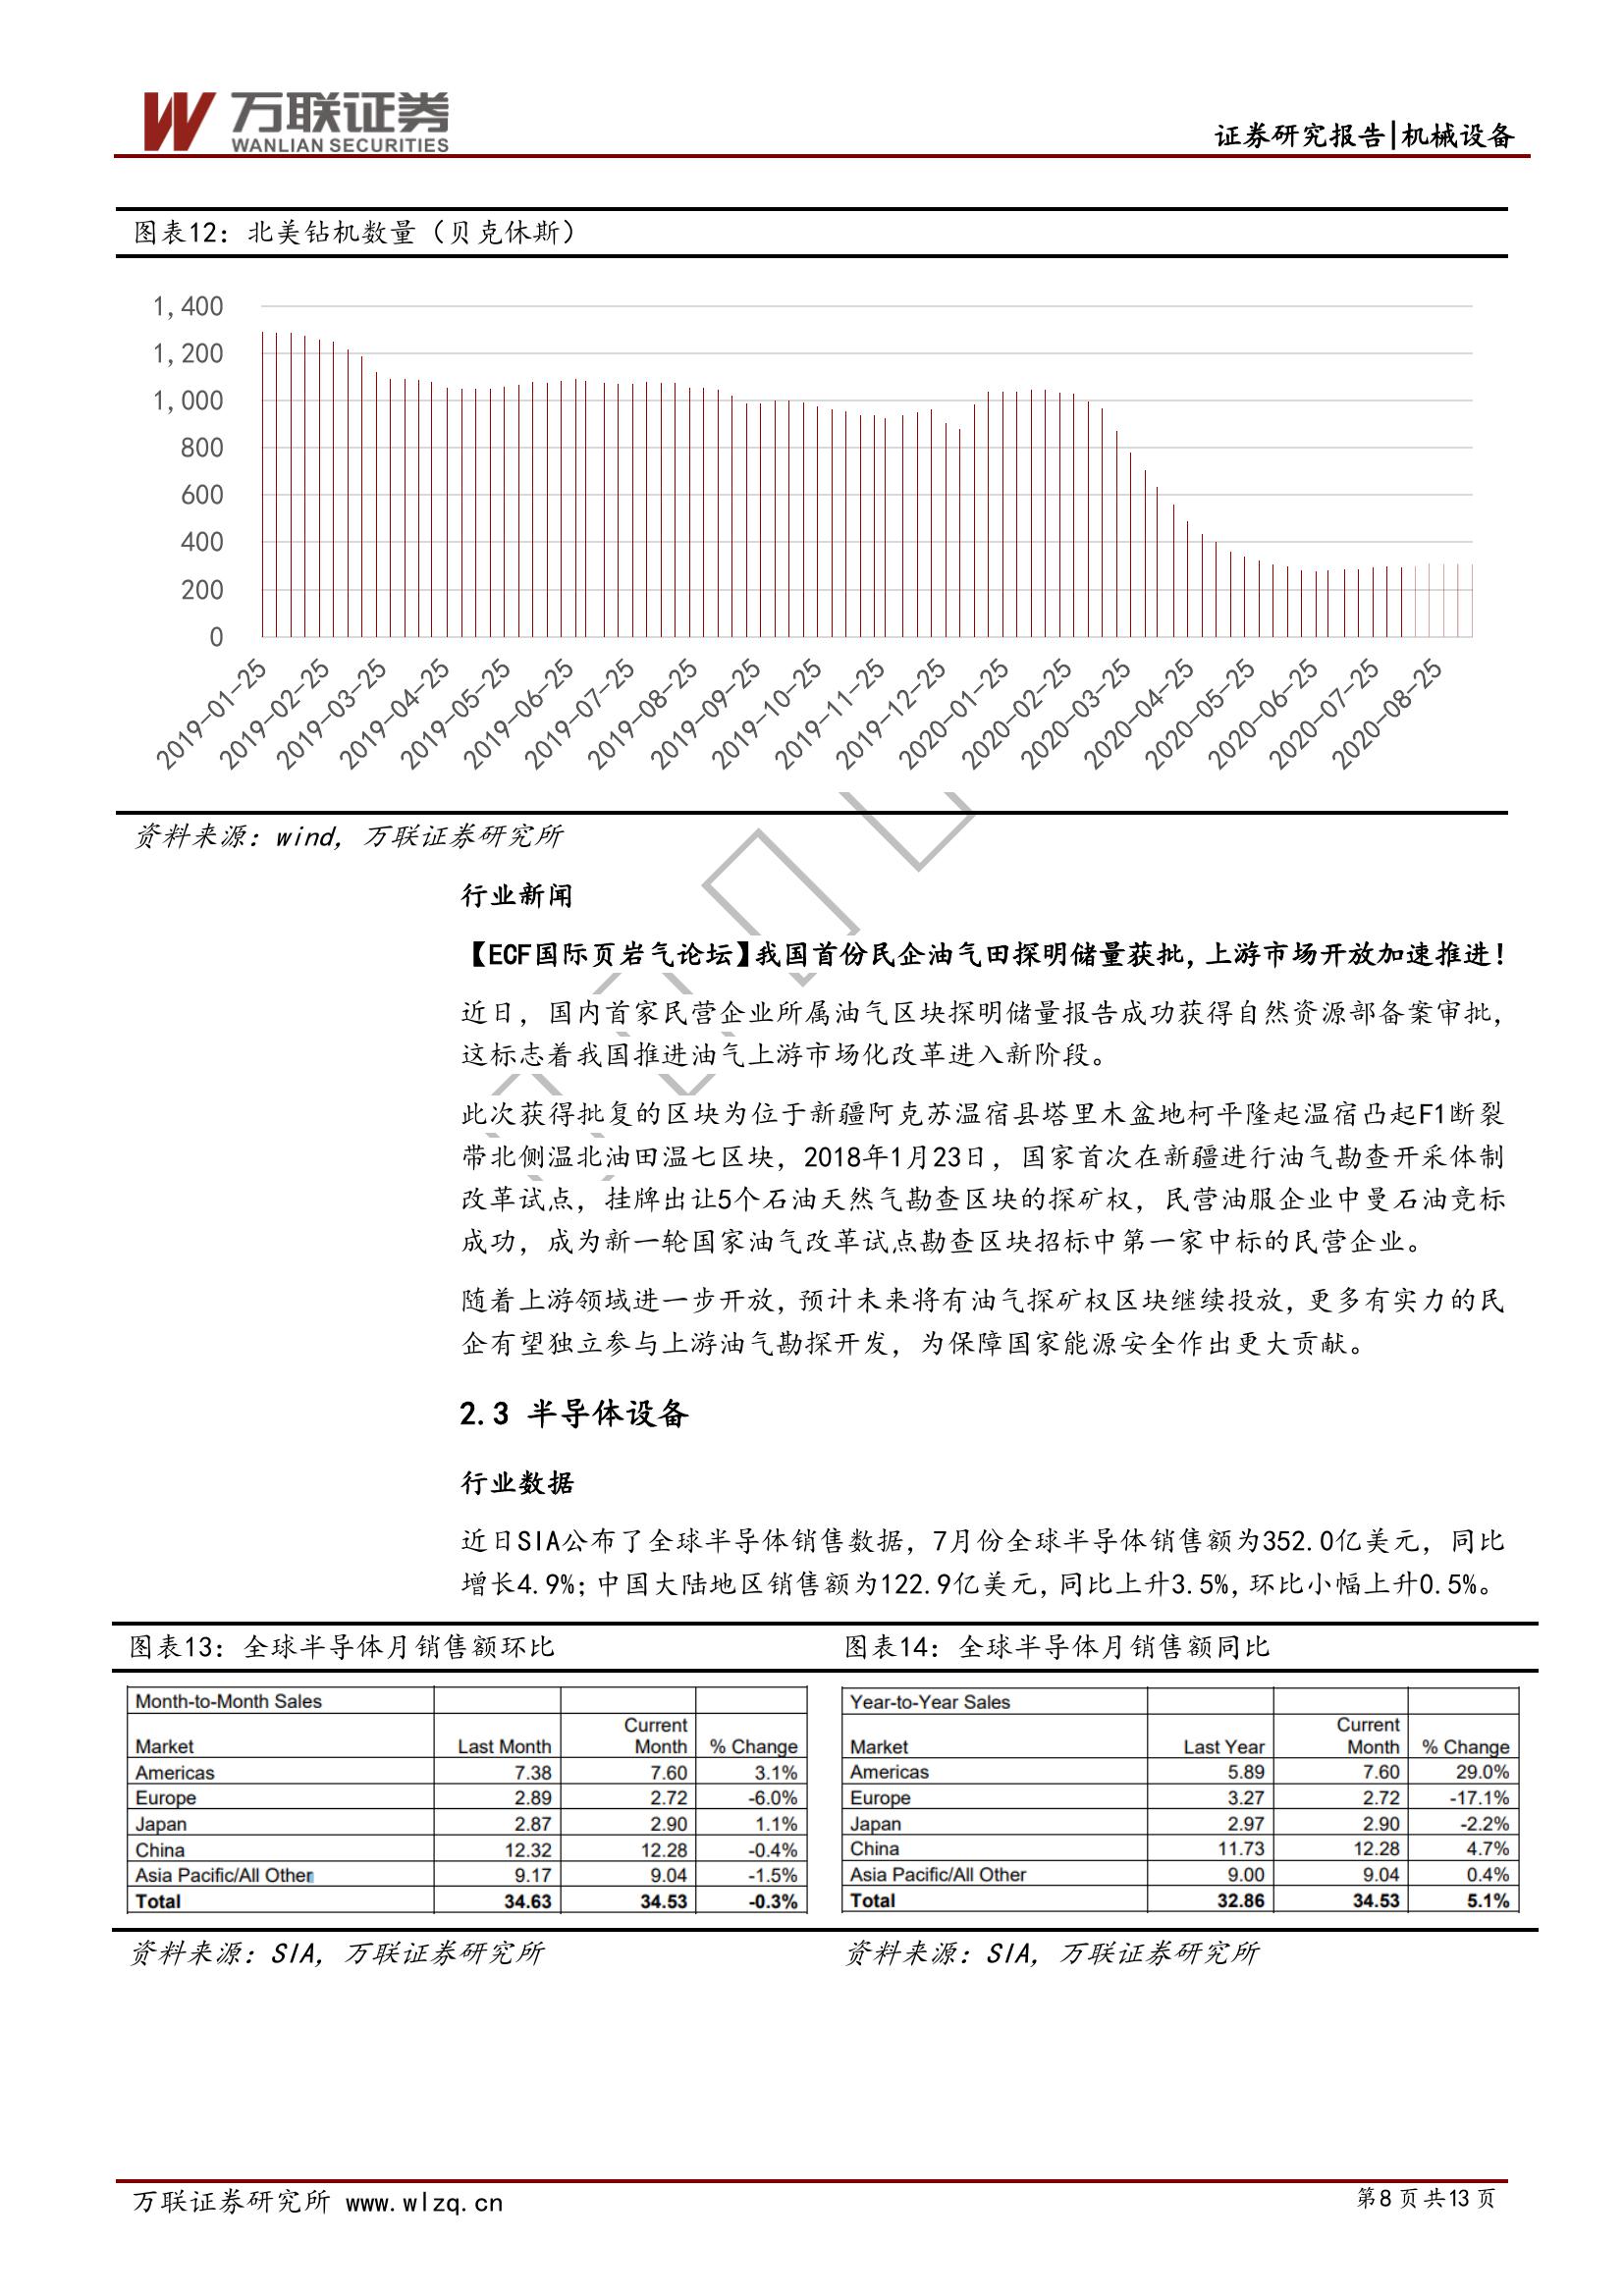 万联证券
WANLIAN SECURITIES
证券研究报告|机械设备
图表12：北美钻机数量（贝克休斯）
1,400
1,200
1,000
800
600
400
200
0
2019-01-25
2019-02-25
2019-03-25
2019-04-25
2019-05-25
2019-06-25
2019-07-25
2019-08-25
2019-09-25
2019-10-25
2019-11-25
2019-12-25
2020-01-25
2020-02-25
2020-03-25
2020-04-25
2020-05-25
2020-06-25
2020-07-25
2020-08-25
资料来源：wind，万联证券研究所
行业新闻
【ECF国际页岩气论坛】我国首份民企油气田探明储量获批，上游市场开放加速推进！
近日，国内首家民营企业所属油气区块探明储量报告成功获得自然资源部备案审批，
这标志着我国推进油气上游市场化改革进入新阶段。
此次获得批复的区块为位于新疆阿克苏温宿县塔里木盆地柯平隆起温宿凸起F1断裂
带北侧温北油田温七区块，2018年1月23日，国家首次在新疆进行油气勘查开采体制
改革试点，挂牌出让5个石油天然气勘查区块的探矿权，民营油服企业中曼石油竞标
成功，成为新一轮国家油气改革试点勘查区块招标中第一家中标的民营企业。
随着上游领域进一步开放，预计未来将有油气探矿权区块继续投放，更多有实力的民
企有望独立参与上游油气勘探开发，为保障国家能源安全作出更大贡献。
2.3 半导体设备
行业数据
近日SIA公布了全球半导体销售数据，7月份全球半导体销售额为352.0亿美元，同比
增长4.9%；中国大陆地区销售额为122.9亿美元，同比上升3.5%，环比小幅上升0.5%。
图表13：全球半导体月销售额环比
Month-to-Month Sales
Market Last Month Current Month % Change
Americas 7.38 7.60 3.1%
Europe 2.89 2.72 -6.0%
Japan 2.87 2.90 1.1%
China 12.32 12.28 -0.4%
Asia Pacific/All Other 9.17 9.04 -1.5%
Total 34.63 34.53 -0.3%
资料来源：SIA，万联证券研究所
图表14：全球半导体月销售额同比
Year-to-Year Sales
Market Last Year Current Month % Change
Americas 5.89 7.60 29.0%
Europe 3.27 2.72 -17.1%
Japan 2.97 2.90 -2.2%
China 11.73 12.28 4.7%
Asia Pacific/All Other 9.00 9.04 0.4%
Total 32.86 34.53 5.1%
资料来源：SIA，万联证券研究所
万联证券研究所 www.wlzq.cn
第8页共13页